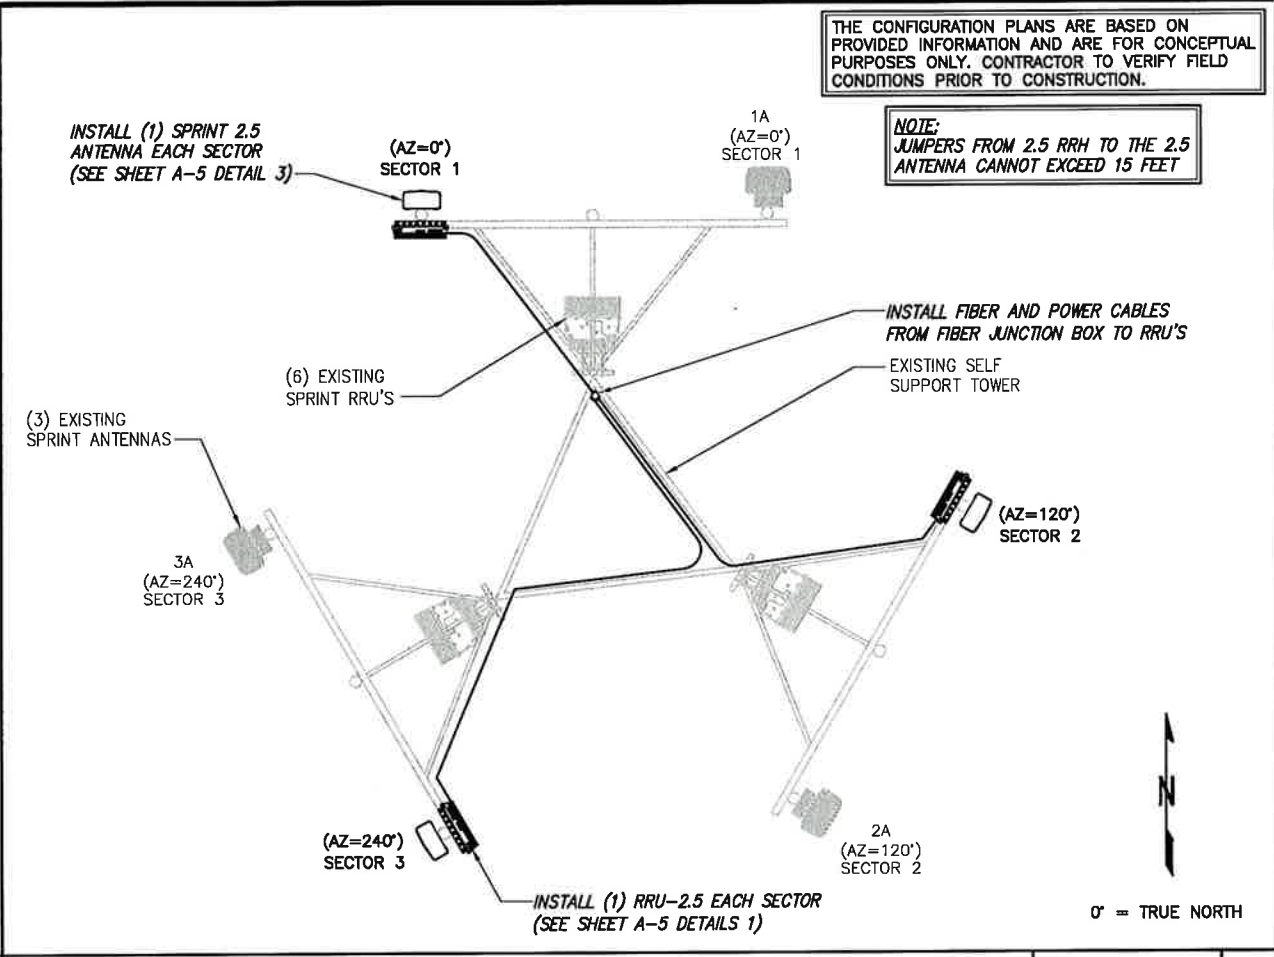 THE CONFIGURATION PLANS ARE BASED ON
PROVIDED INFORMATION AND ARE FOR CONCEPTUAL
PURPOSES ONLY. CONTRACTOR TO VERIFY FIELD
CONDITIONS PRIOR TO CONSTRUCTION.
NOTE:
JUMPERS FROM 2.5 RRH TO THE 2.5
ANTENNA CANNOT EXCEED 15 FEET
INSTALL (1) SPRINT 2.5
ANTENNA EACH SECTOR
(SEE SHEET A-5 DETAIL 3)
(AZ=0°)
SECTOR 1
1A
(AZ=0°)
SECTOR 1
INSTALL FIBER AND POWER CABLES
FROM FIBER JUNCTION BOX TO RRU'S
EXISTING SELF
SUPPORT TOWER
(6) EXISTING
SPRINT RRU'S
(3) EXISTING
SPRINT ANTENNAS
(AZ=120°)
SECTOR 2
3A
(AZ=240°)
SECTOR 3
(AZ=240°)
SECTOR 3
2A
(AZ=120°)
SECTOR 2
INSTALL (1) RRU-2.5 EACH SECTOR
(SEE SHEET A-5 DETAILS 1)
N
0° = TRUE NORTH